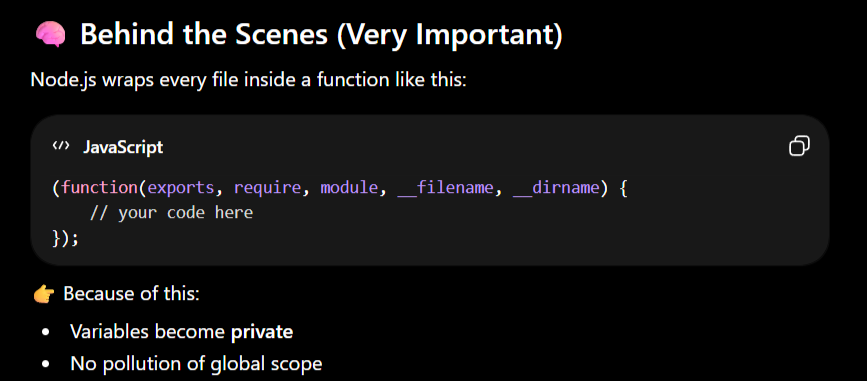 🧠 Behind the Scenes (Very Important)
Node.js wraps every file inside a function like this:
</> JavaScript
(function(exports, require, module, __filename, __dirname) {
    // your code here
});
👉 Because of this:
• Variables become private
• No pollution of global scope